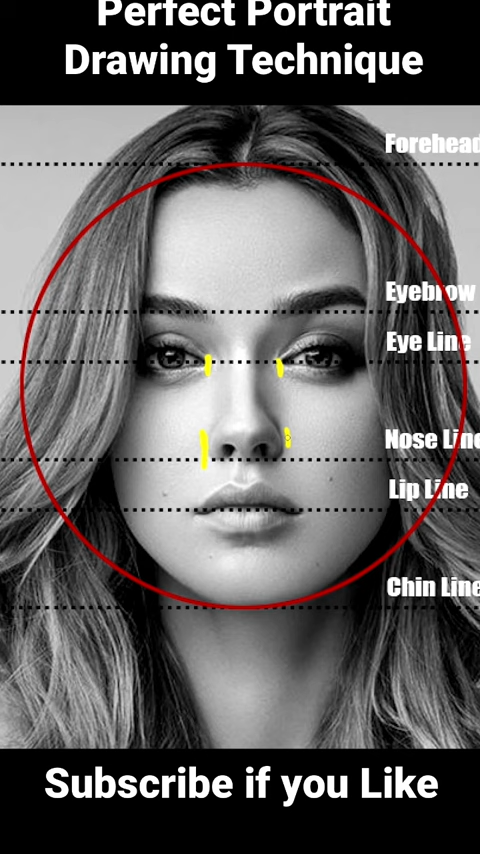 Perfect Portrait
Drawing Technique
Forehead
Eyebrow
Eye Line
Nose Line
Lip Line
Chin Line
Subscribe if you Like